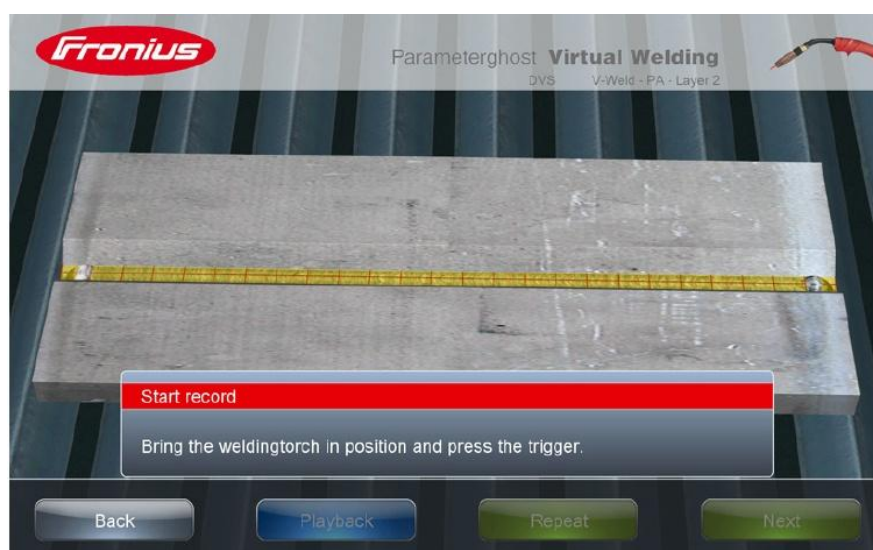 Fronius
Parameterghost Virtual Welding
DVS V-Weld - PA - Layer 2
Start record
Bring the weldingtorch in position and press the trigger.
Back Playback Repeat Next